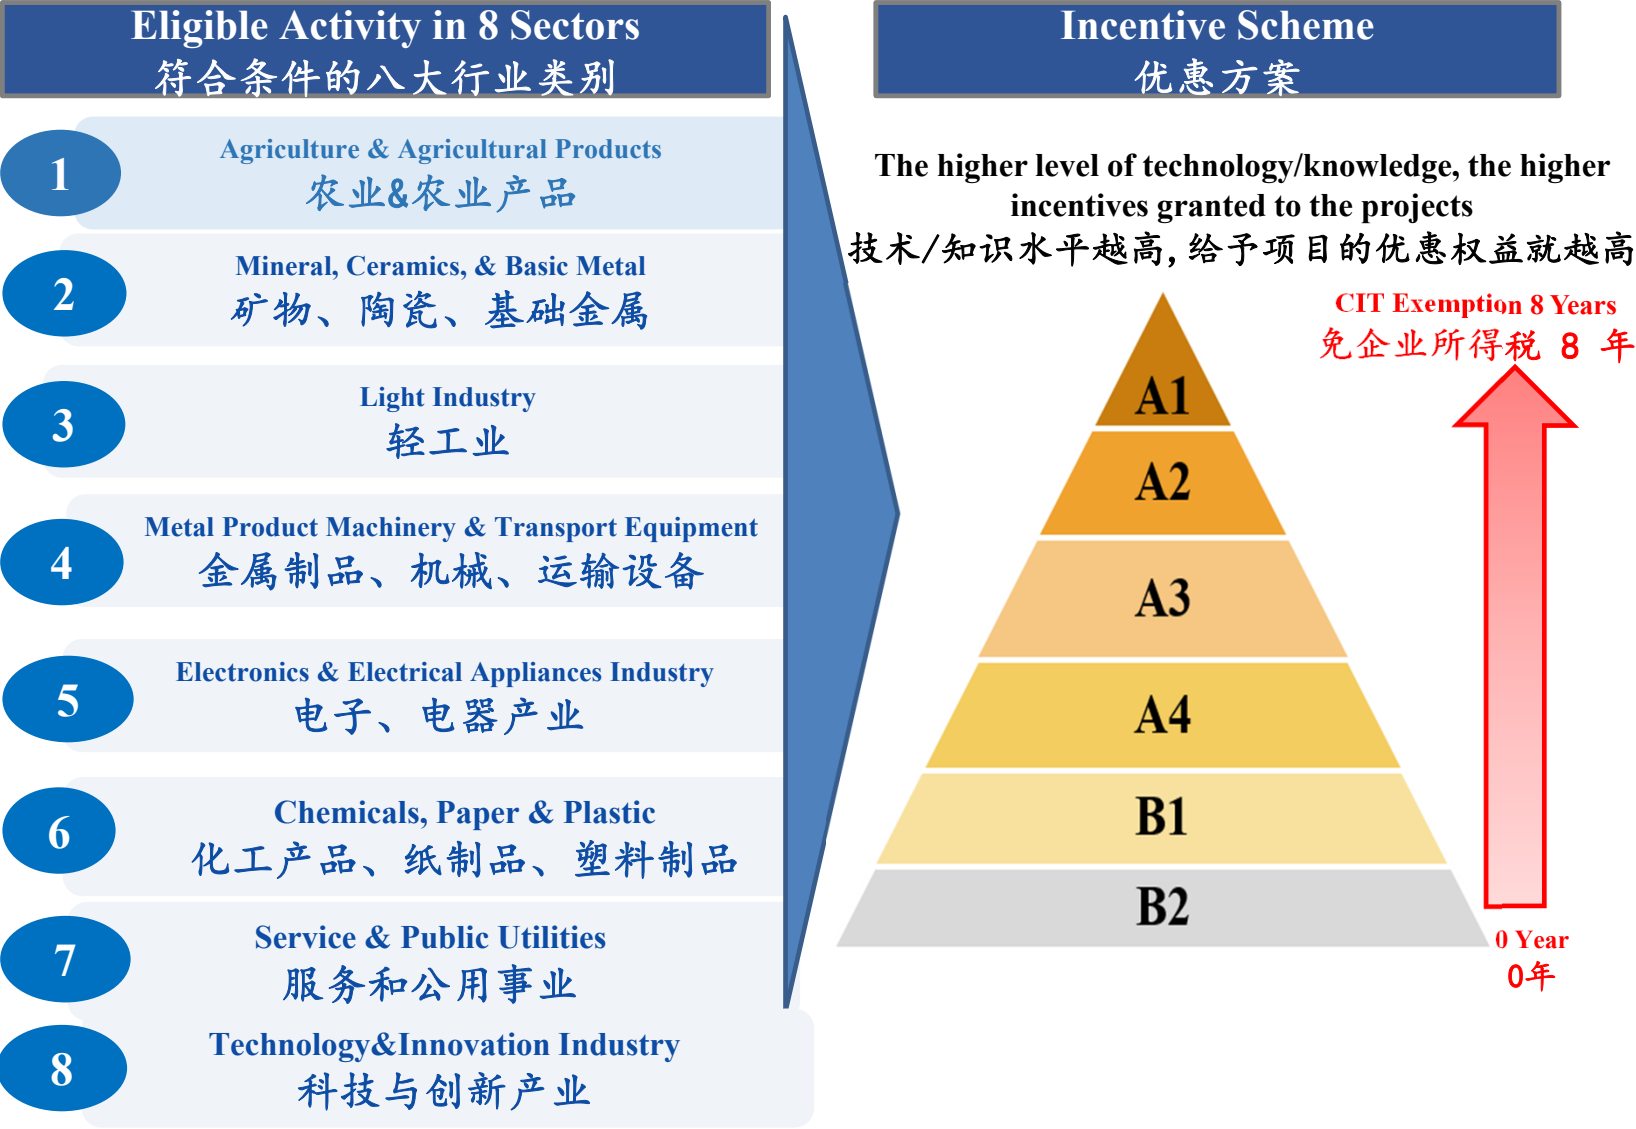 Eligible Activity in 8 Sectors
符合条件的八大行业类别
1
Agriculture & Agricultural Products
农业&农业产品
2
Mineral, Ceramics, & Basic Metal
矿物、陶瓷、基础金属
3
Light Industry
轻工业
4
Metal Product Machinery & Transport Equipment
金属制品、机械、运输设备
5
Electronics & Electrical Appliances Industry
电子、电器产业
6
Chemicals, Paper & Plastic
化工产品、纸制品、塑料制品
7
Service & Public Utilities
服务和公用事业
8
Technology&Innovation Industry
科技与创新产业
Incentive Scheme
优惠方案
The higher level of technology/knowledge, the higher
incentives granted to the projects
技术/知识水平越高,给予项目的优惠权益就越高
CIT Exemption 8 Years
免企业所得税 8 年
A1
A2
A3
A4
B1
B2
0 Year
0年